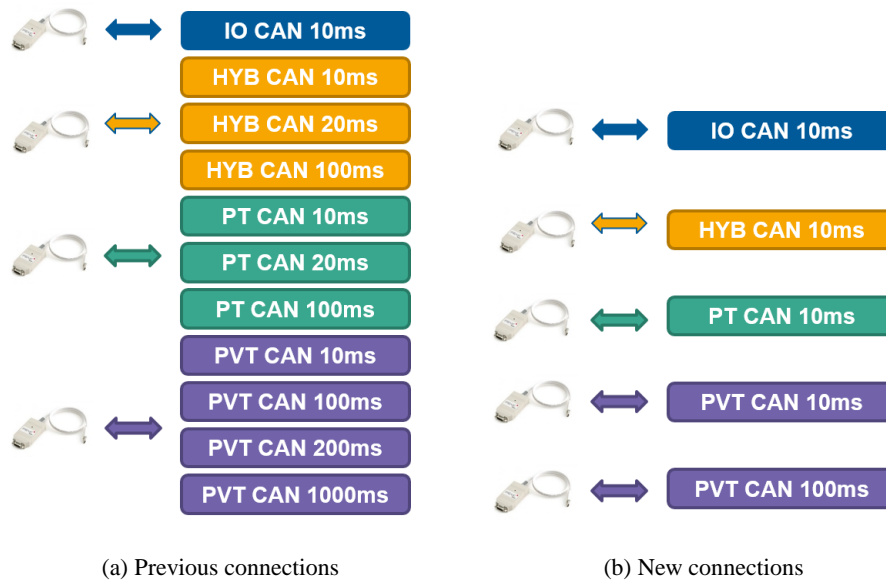 IO CAN 10ms
HYB CAN 10ms
HYB CAN 20ms
HYB CAN 100ms
PT CAN 10ms
PT CAN 20ms
PT CAN 100ms
PVT CAN 10ms
PVT CAN 100ms
PVT CAN 200ms
PVT CAN 1000ms
(a) Previous connections
IO CAN 10ms
HYB CAN 10ms
PT CAN 10ms
PVT CAN 10ms
PVT CAN 100ms
(b) New connections